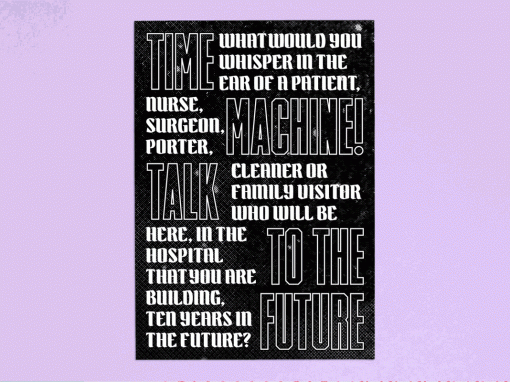 TIME
WHAT WOULD YOU
WHISPER IN THE
EAR OF A PATIENT,
NURSE,
SURGEON,
PORTER,
MACHINE!
TALK
CLEANER OR
FAMILY VISITOR
WHO WILL BE
HERE, IN THE
HOSPITAL
THAT YOU ARE
BUILDING,
TEN YEARS IN
THE FUTURE?
TO THE
FUTURE